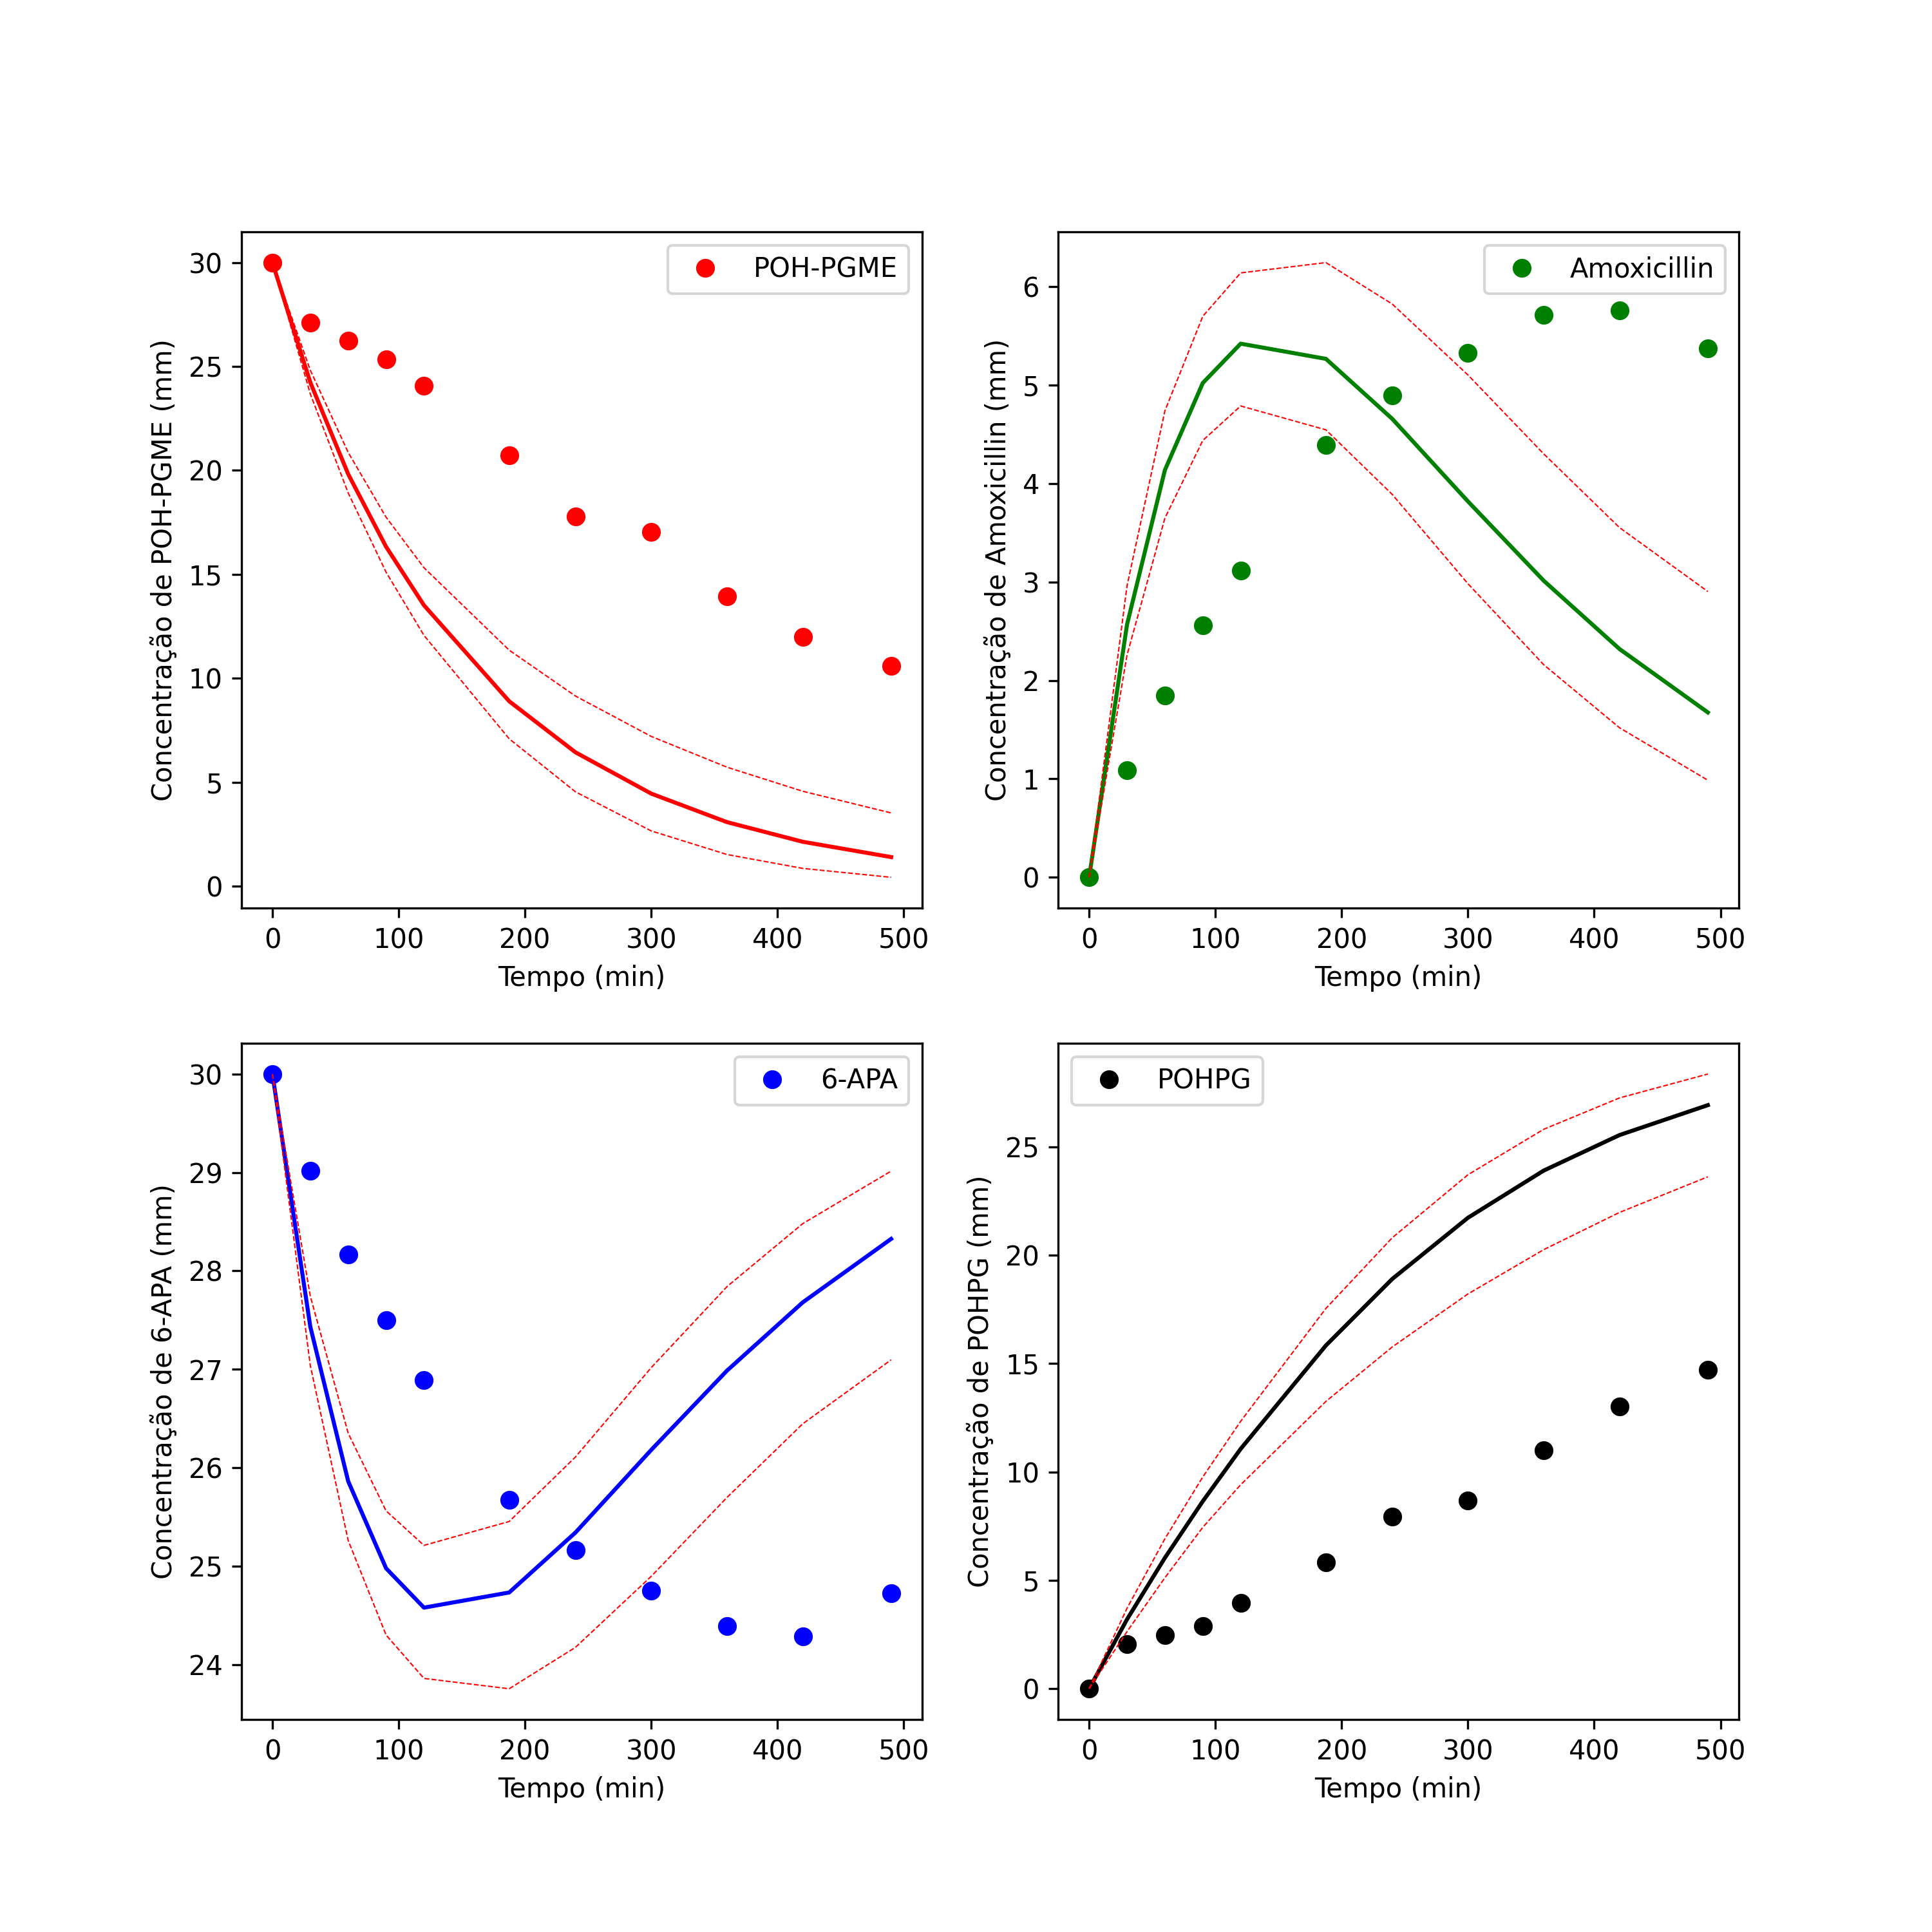 POH-PGME
Concentração de POH-PGME (mm)
30
25
20
15
10
5
0
0 100 200 300 400 500
Tempo (min)
Amoxicillin
Concentração de Amoxicillin (mm)
6
5
4
3
2
1
0
0 100 200 300 400 500
Tempo (min)
6-APA
Concentração de 6-APA (mm)
30
29
28
27
26
25
24
0 100 200 300 400 500
Tempo (min)
POHPG
Concentração de POHPG (mm)
25
20
15
10
5
0
0 100 200 300 400 500
Tempo (min)